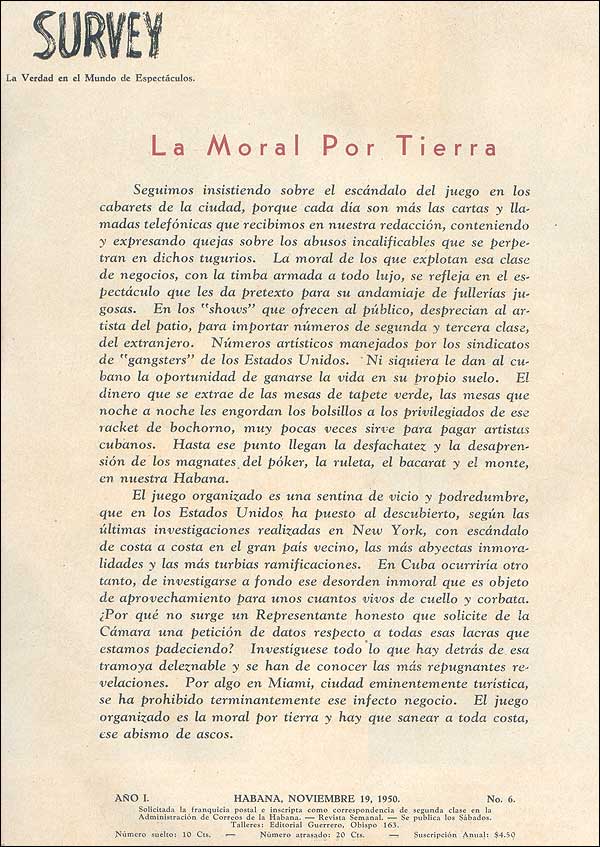 SURVEY
La Verdad en el Mundo de Espectáculos.
La Moral Por Tierra
Seguimos insistiendo sobre el escándalo del juego en los
cabarets de la ciudad, porque cada día son más las cartas y lla-
madas telefónicas que recibimos en nuestra redacción, conteniendo
y expresando quejas sobre los abusos incalificables que se perpe-
tran en dichos tugurios. La moral de los que explotan esa clase
de negocios, con la timba armada a todo lujo, se refleja en el es-
pectáculo que les da pretexto para su andamiaje de fullerías ju-
gosas. En los "shows" que ofrecen al público, desprecian al ar-
tista del patio, para importar números de segunda y tercera clase,
del extranjero. Números artísticos manejados por los sindicatos
de "gangsters" de los Estados Unidos. Ni siquiera le dan al cu-
bano la oportunidad de ganarse la vida en su propio suelo. El
dinero que se extrae de las mesas de tapete verde, las mesas que
noche a noche les engordan los bolsillos a los privilegiados de ese
racket de bochorno, muy pocas veces sirve para pagar artistas
cubanos. Hasta ese punto llegan la desfachatez y la desapren-
sión de los magnates del póker, la ruleta, el bacarat y el monte,
en nuestra Habana.
El juego organizado es una sentina de vicio y podredumbre,
que en los Estados Unidos ha puesto al descubierto, según las
últimas investigaciones realizadas en New York, con escándalo
de costa a costa en el gran país vecino, las más abyectas inmora-
lidades y las más turbias ramificaciones. En Cuba ocurriría otro
tanto, de investigarse a fondo ese desorden inmoral que es objeto
de aprovechamiento para unos cuantos vivos de cuello y corbata.
¿Por qué no surge un Representante honesto que solicite de la
Cámara una petición de datos respecto a todas esas lacras que
estamos padeciendo? Investíguese todo lo que hay detrás de esa
tramoya deleznable y se han de conocer las más repugnantes re-
velaciones. Por algo en Miami, ciudad eminentemente turística,
se ha prohibido terminantemente ese infecto negocio. El juego
organizado es la moral por tierra y hay que sanear a toda costa,
ese abismo de ascos.
AÑO I. HABANA, NOVIEMBRE 19, 1950. No. 6.
Solicitada la franquicia postal e inscripta como correspondencia de segunda clase en la
Administración de Correos de la Habana. — Revista Semanal. — Se publica los Sábados.
Talleres: Editorial Guerrero, Obispo 163.
Número suelto: 10 Cts. — Número atrasado: 20 Cts. — Suscripción Anual: $4.50